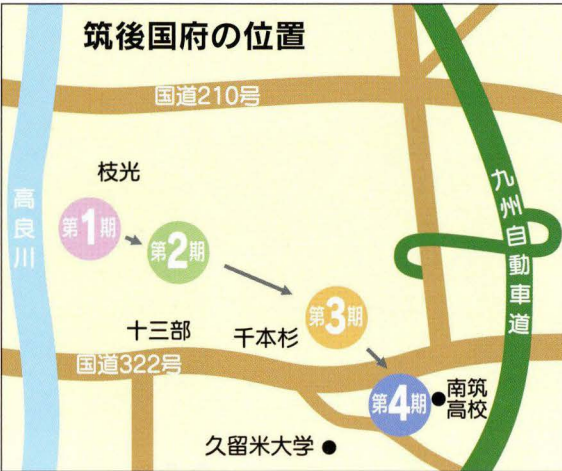 筑後国府の位置
国道210号
枝光
高良川
九州自動車道
第1期
第2期
第3期
十三部
千本杉
国道322号
第4期
南筑
高校
久留米大学